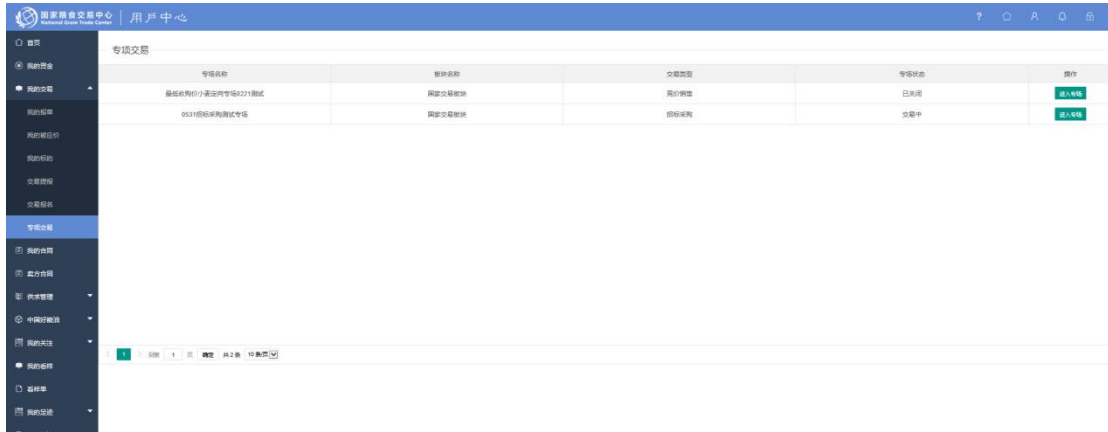 国家粮食交易中心 用戶中心
National Grain Trade Center
?
首页
我的资金
我的交易
我的报单
我的被应价
我的标的
交易提报
交易报名
专项交易
我的合同
卖方合同
供求管理
中国好粮油
我的关注
我的看样
看样单
我的足迹
专项交易
专场名称 板块名称 交易类型 专场状态 操作
最低收购价小麦定向专场0221测试 国家交易板块 竞价销售 已关闭 进入专场
0531招标采购测试专场 国家交易板块 招标采购 交易中 进入专场
< 1 > 到第 1 页 确定 共2条 10条/页